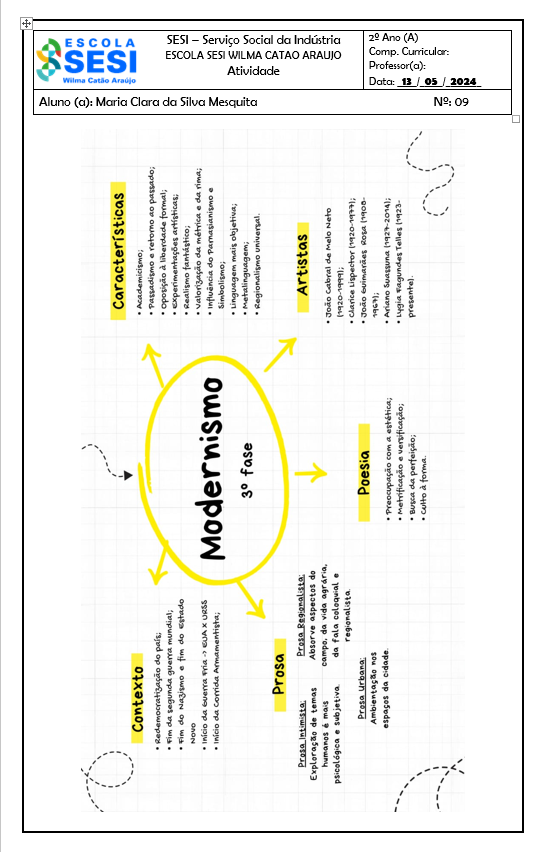 ESCOLA
SESI
Wilma Catão Araújo
SESI – Serviço Social da Indústria
ESCOLA SESI WILMA CATAO ARAUJO
Atividade
2º Ano (A)
Comp. Curricular:
Professor(a):
Data: 13 / 05 / 2024
Aluno (a): Maria Clara da Silva Mesquita
Nº: 09
Modernismo
3º fase
Contexto
• Redemocratização do país;
• Fim da segunda guerra mundial;
• Fim do Nazismo e fim do Estado
Novo
• Início da Guerra Fria -> EUA X URSS
• Início da Corrida Armamentista;
Características
• Academicismo;
• Passadismo e retorno ao passado;
• Oposição à liberdade formal;
• Experimentações artísticas;
• Realismo fantástico;
• Valorização da métrica e da rima;
• Influência do Parnasianismo e
Simbolismo;
• Linguagem mais objetiva;
• Metalinguagem;
• Regionalismo universal.
Prosa
Prosa Intimista:
Exploração de temas
humanos é mais
psicológica e subjetiva.
Prosa Regionalista:
Absorve aspectos do
campo, da vida agrária,
da fala coloquial e
regionalista.
Prosa Urbana:
Ambientação nos
espaços da cidade.
Poesia
• Preocupação com a estética;
• Metrificação e versificação;
• Busca da perfeição;
• Culto à forma.
Artistas
• João Cabral de Melo Neto
(1920-1999);
• Clarice Lispector (1920-1977);
• João Guimarães Rosa (1908-
1967);
• Ariano Suassuna (1927-2014);
• Lygia Fagundes Telles (1923-
presente).